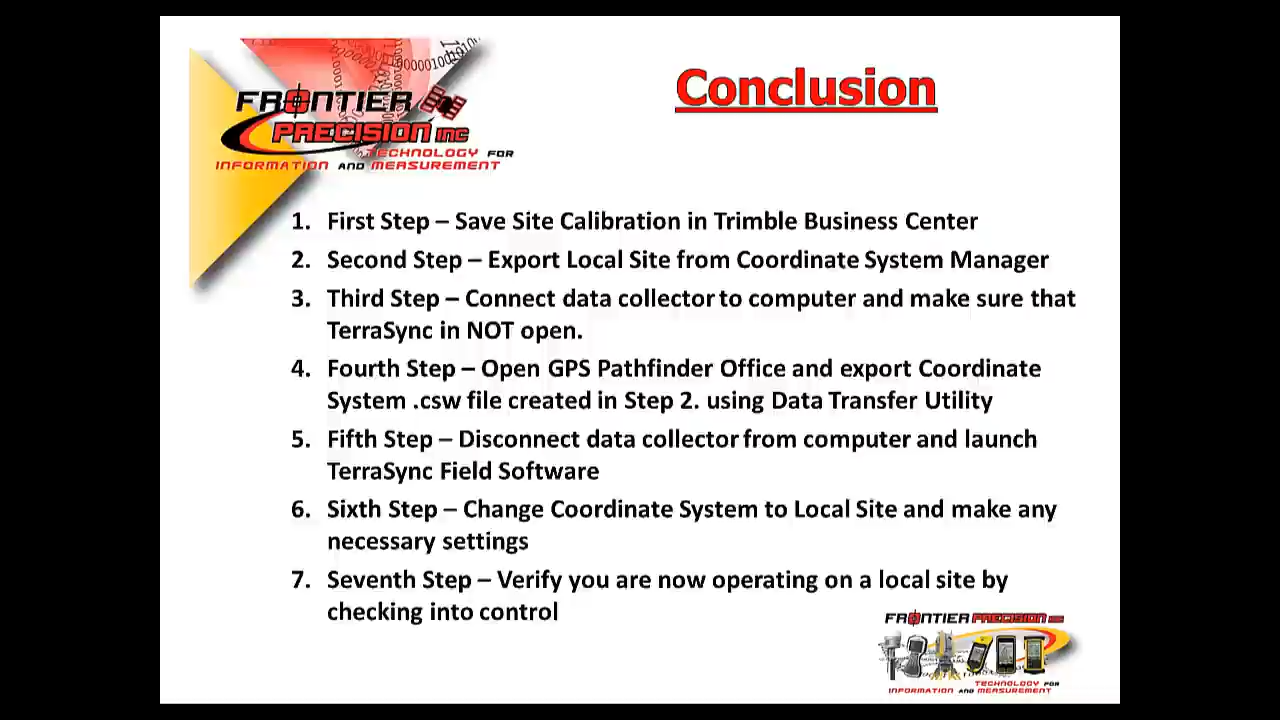 FRONTIER
PRECISION INC
TECHNOLOGY FOR
INFORMATION AND MEASUREMENT
Conclusion
1. First Step – Save Site Calibration in Trimble Business Center
2. Second Step – Export Local Site from Coordinate System Manager
3. Third Step – Connect data collector to computer and make sure that
TerraSync in NOT open.
4. Fourth Step – Open GPS Pathfinder Office and export Coordinate
System .csw file created in Step 2. using Data Transfer Utility
5. Fifth Step – Disconnect data collector from computer and launch
TerraSync Field Software
6. Sixth Step – Change Coordinate System to Local Site and make any
necessary settings
7. Seventh Step – Verify you are now operating on a local site by
checking into control
FRONTIER PRECISION INC
TECHNOLOGY FOR
INFORMATION AND MEASUREMENT